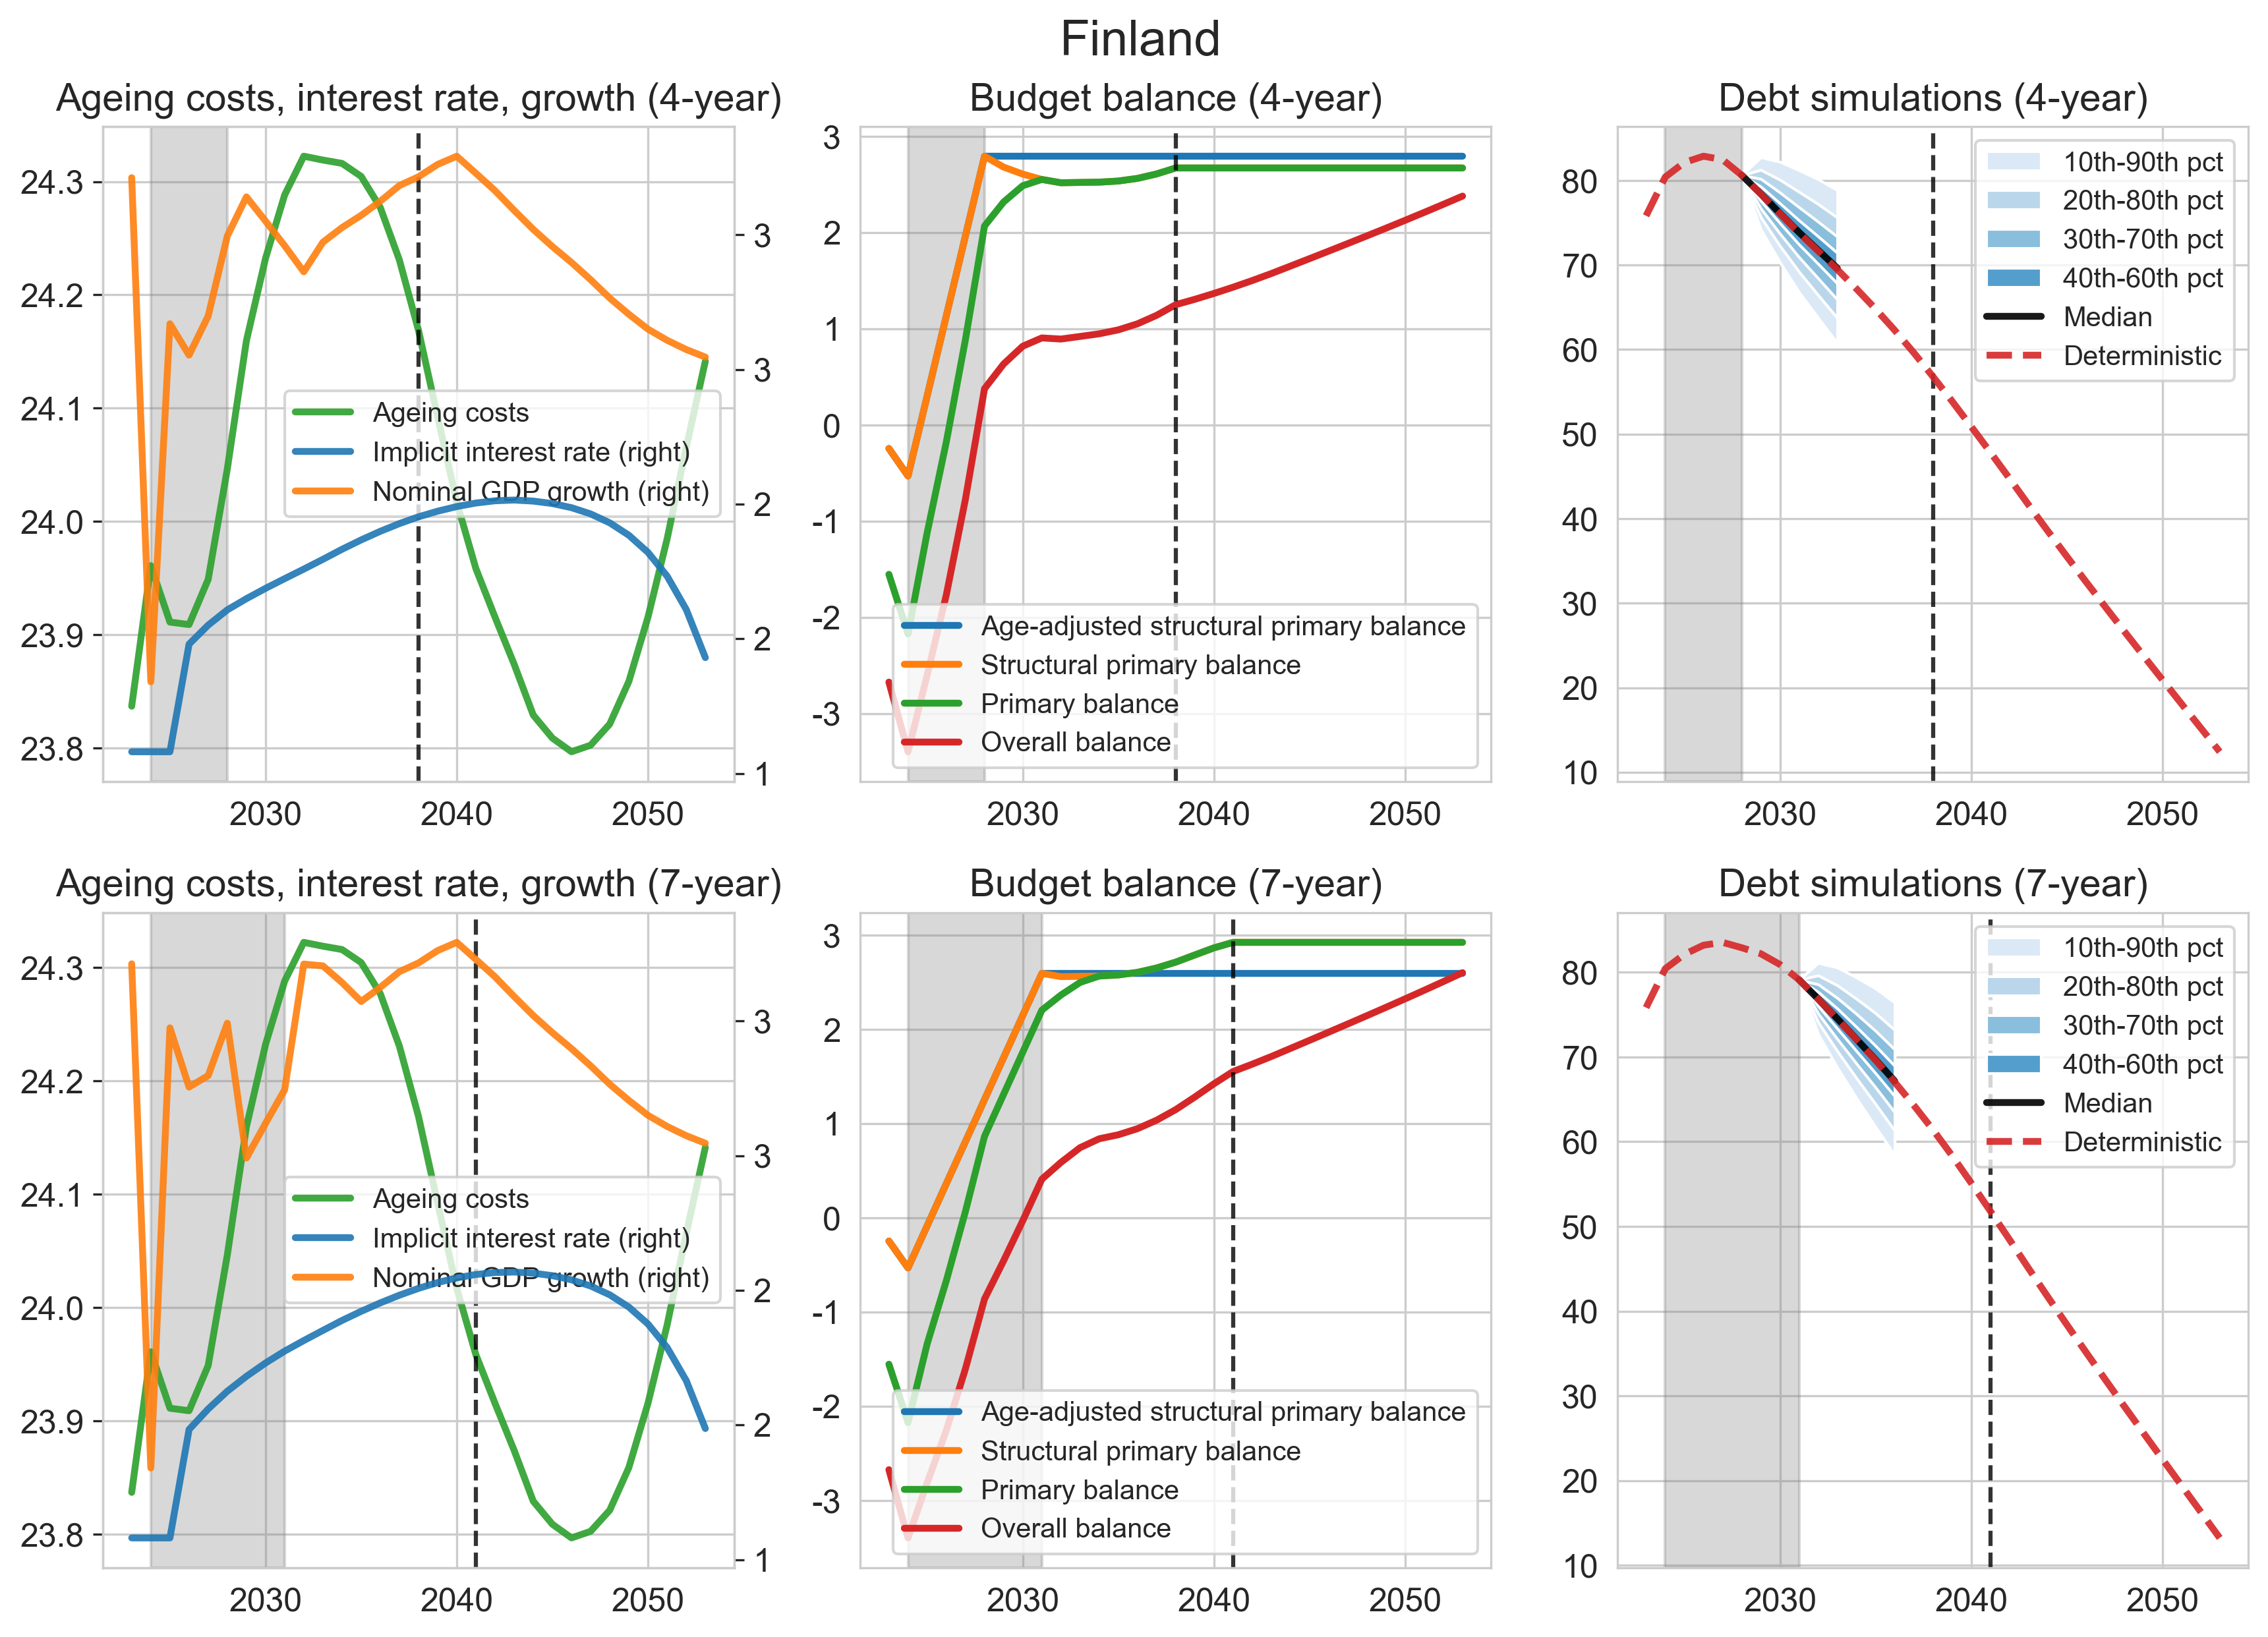 Finland
Ageing costs, interest rate, growth (4-year)
24.3
24.2
24.1
24.0
23.9
23.8
3
3
2
2
1
Ageing costs
Implicit interest rate (right)
Nominal GDP growth (right)
2030
2040
2050
Budget balance (4-year)
3
2
1
0
-1
-2
-3
Age-adjusted structural primary balance
Structural primary balance
Primary balance
Overall balance
2030
2040
2050
Debt simulations (4-year)
80
70
60
50
40
30
20
10
10th-90th pct
20th-80th pct
30th-70th pct
40th-60th pct
Median
Deterministic
2030
2040
2050
Ageing costs, interest rate, growth (7-year)
24.3
24.2
24.1
24.0
23.9
23.8
3
3
2
2
1
Ageing costs
Implicit interest rate (right)
Nominal GDP growth (right)
2030
2040
2050
Budget balance (7-year)
3
2
1
0
-1
-2
-3
Age-adjusted structural primary balance
Structural primary balance
Primary balance
Overall balance
2030
2040
2050
Debt simulations (7-year)
80
70
60
50
40
30
20
10
10th-90th pct
20th-80th pct
30th-70th pct
40th-60th pct
Median
Deterministic
2030
2040
2050